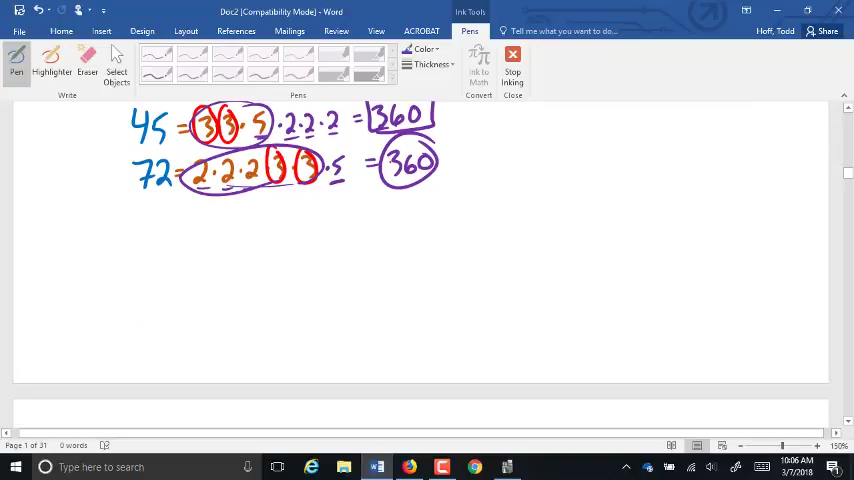 Doc2 [Compatibility Mode] - Word
Ink Tools
Hoff, Todd
File Home Insert Design Layout References Mailings Review View ACROBAT Pens Tell me what you want to do... Share
Pen Highlighter Eraser Select Objects Color Thickness Ink to Math Stop Inking
Write Pens Convert Close
45 = 3 3 · 5 · 2 · 2 · 2 = 360
72 = 2 · 2 · 2 3 · 3 · 5 = 360
Page 1 of 31 0 words 150%
Type here to search 10:06 AM
3/7/2018